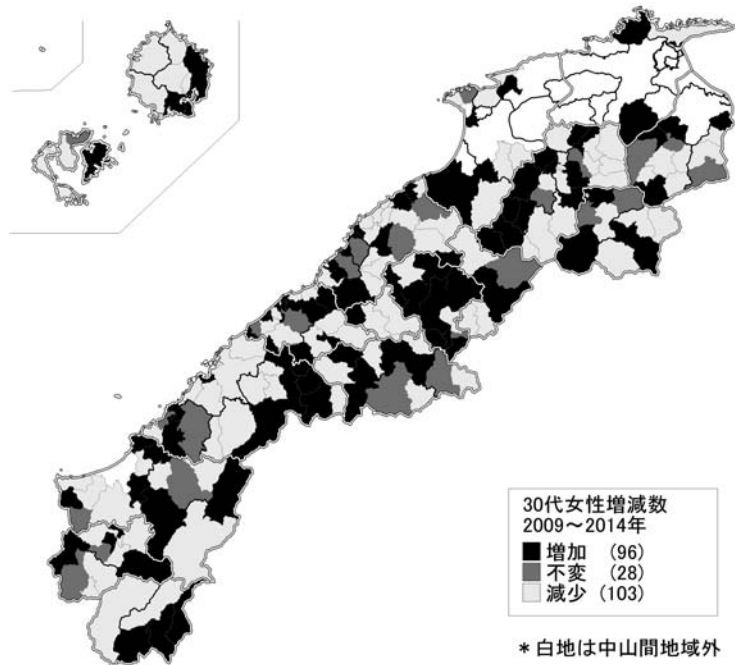 30代女性増減数
2009～2014年
増加 (96)
不変 (28)
減少 (103)
＊白地は中山間地域外